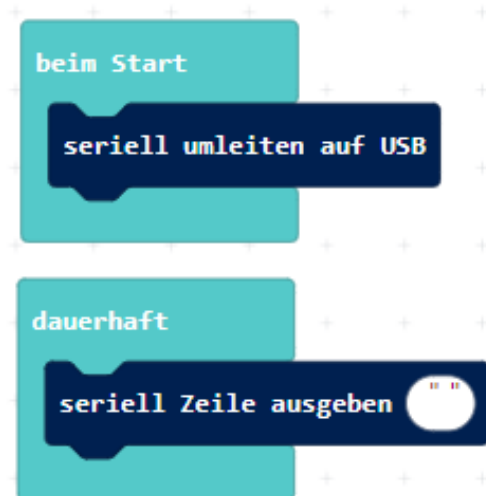 beim Start
seriell umleiten auf USB
dauerhaft
seriell Zeile ausgeben " "